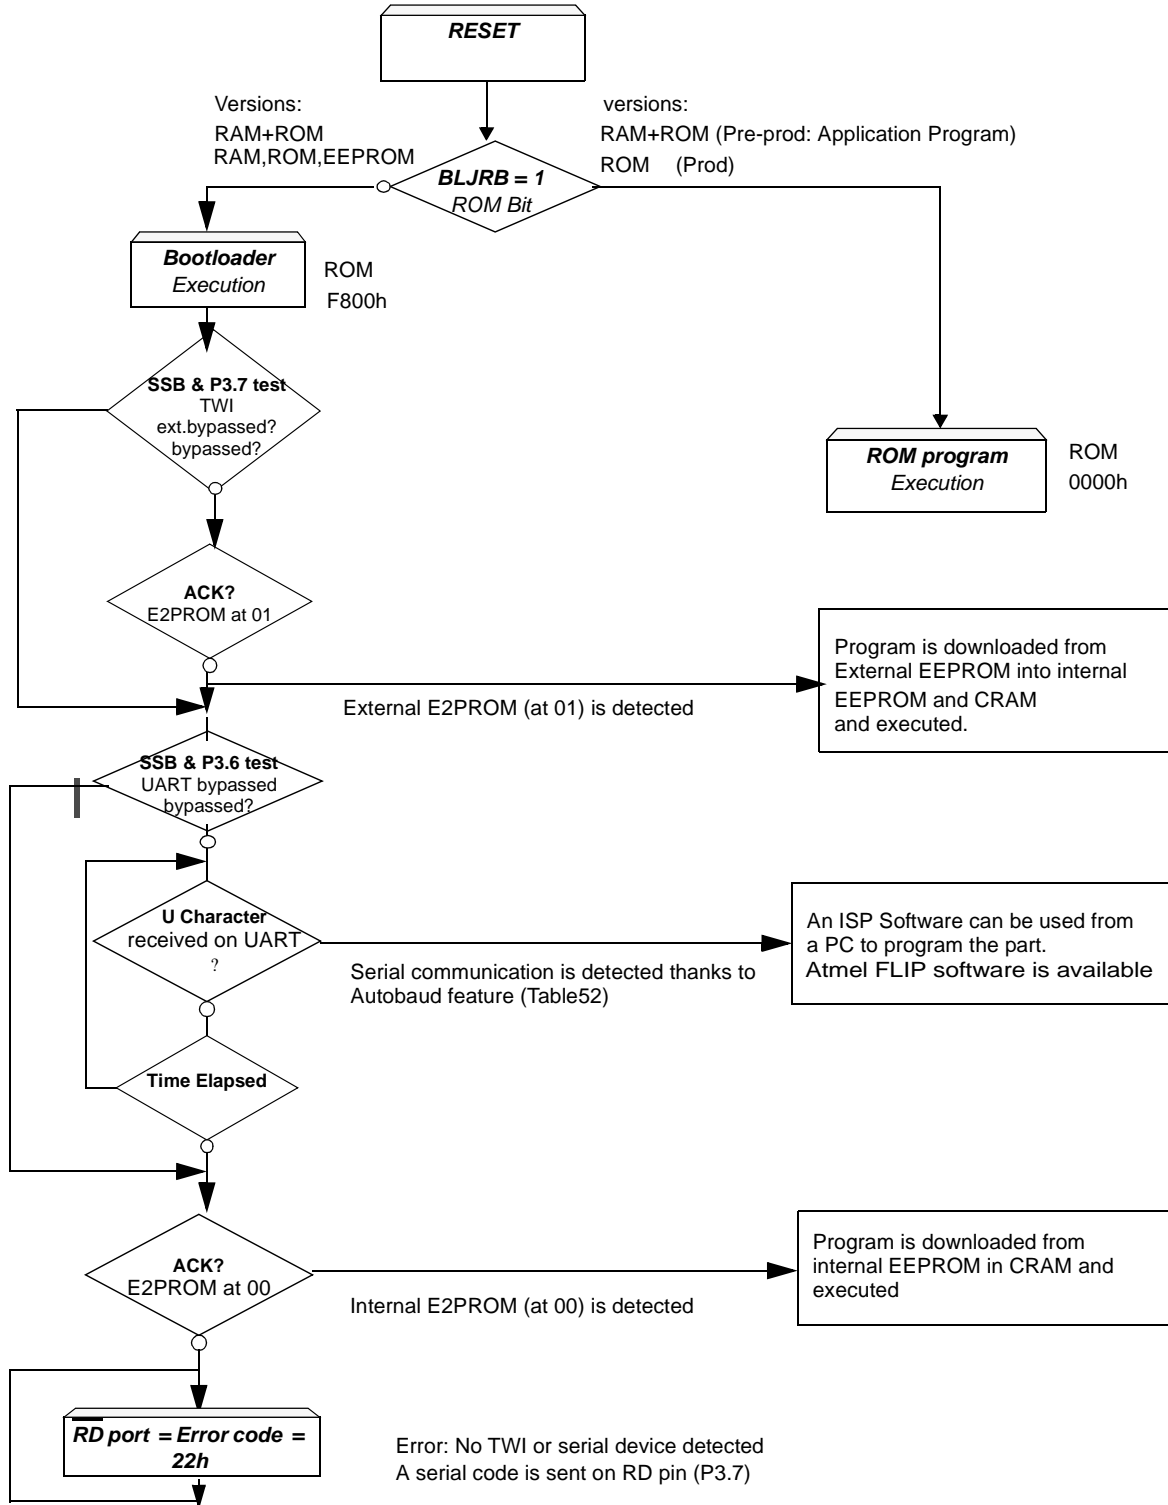 RESET
Versions:
RAM+ROM
RAM,ROM,EEPROM
versions:
RAM+ROM (Pre-prod: Application Program)
ROM (Prod)
BLJRB = 1
ROM Bit
Bootloader
Execution
ROM
F800h
SSB & P3.7 test
TWI
ext.bypassed?
bypassed?
ROM program
Execution
ROM
0000h
ACK?
E2PROM at 01
Program is downloaded from
External EEPROM into internal
EEPROM and CRAM
and executed.
External E2PROM (at 01) is detected
SSB & P3.6 test
UART bypassed
bypassed?
U Character
received on UART
?
An ISP Software can be used from
a PC to program the part.
Atmel FLIP software is available
Serial communication is detected thanks to
Autobaud feature (Table52)
Time Elapsed
ACK?
E2PROM at 00
Program is downloaded from
internal EEPROM in CRAM and
executed
Internal E2PROM (at 00) is detected
RD port = Error code =
22h
Error: No TWI or serial device detected
A serial code is sent on RD pin (P3.7)